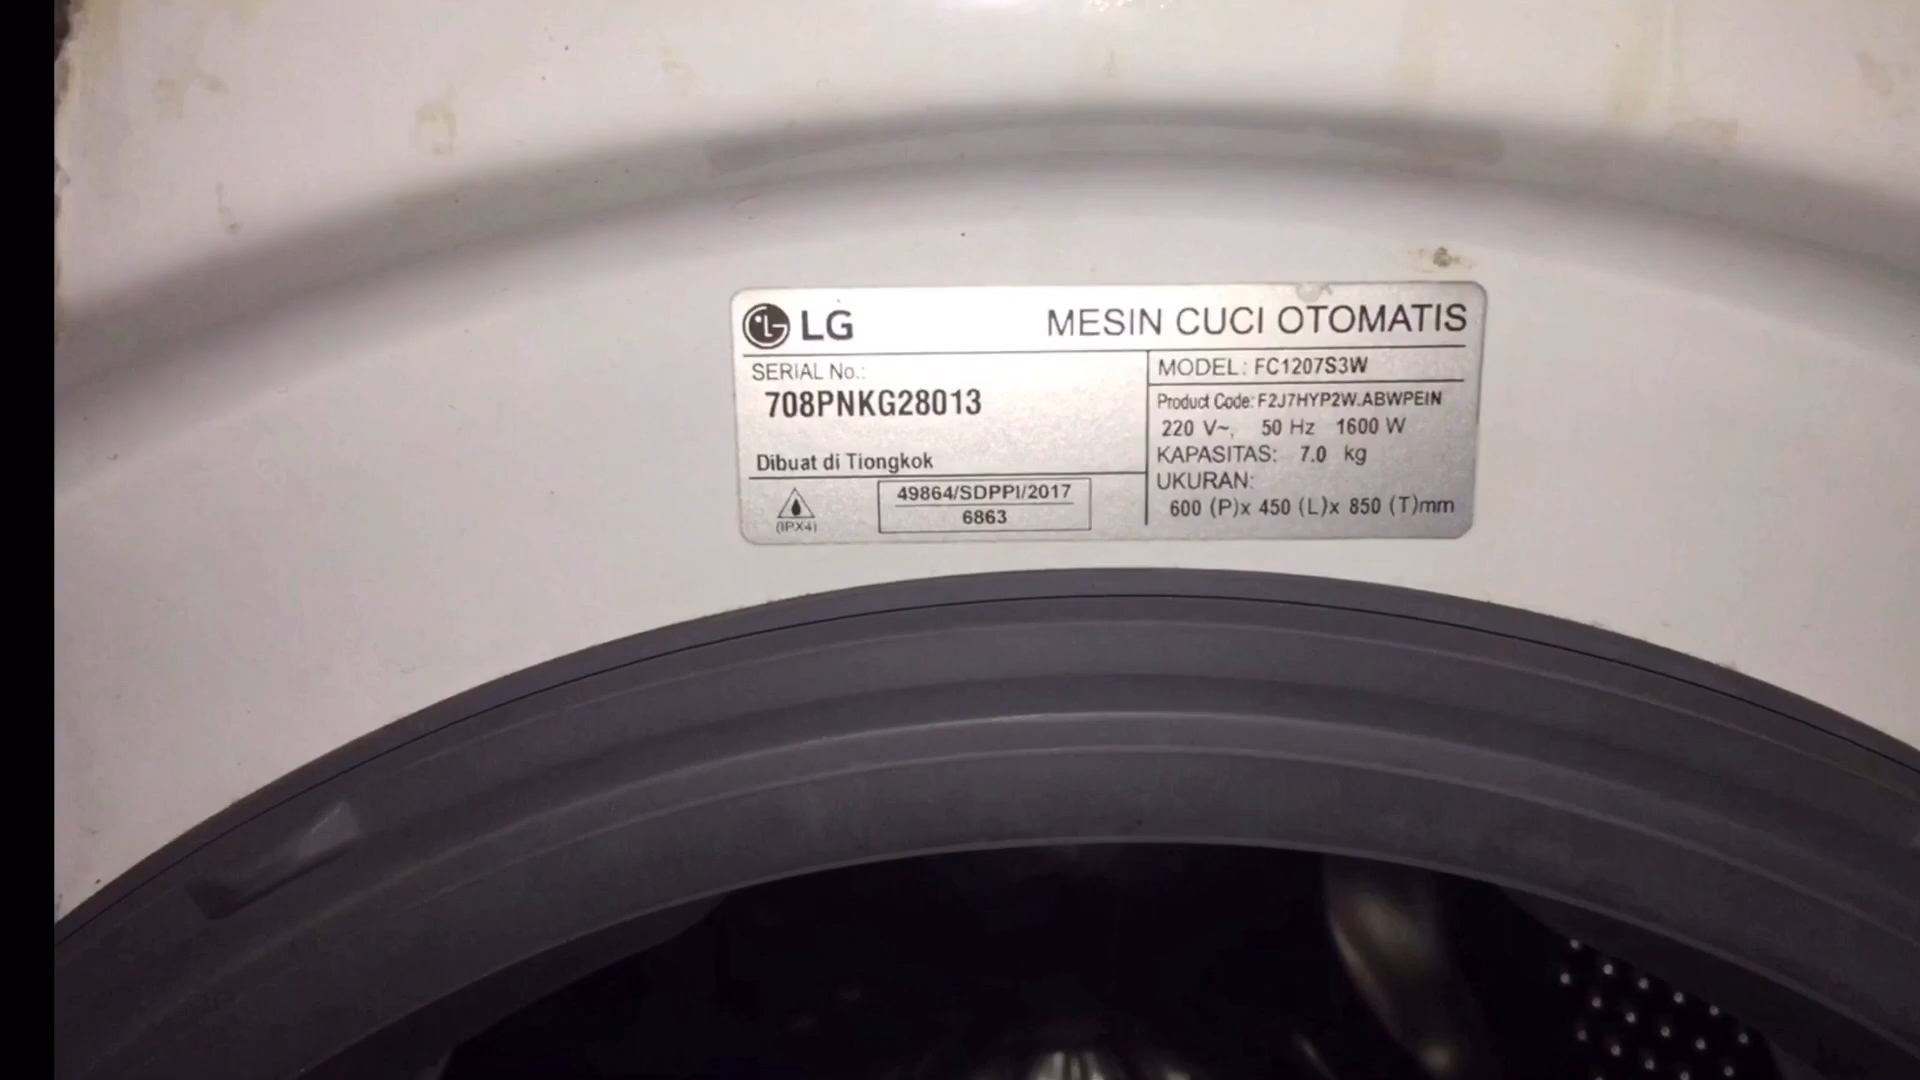 LG MESIN CUCI OTOMATIS
SERIAL No.:
708PNKG28013
Dibuat di Tiongkok
(IPX4)
49864/SDPPI/2017
6863
MODEL: FC1207S3W
Product Code: F2J7HYP2W.ABWPEIN
220 V~, 50 Hz 1600 W
KAPASITAS: 7.0 kg
UKURAN:
600 (P)x 450 (L)x 850 (T)mm